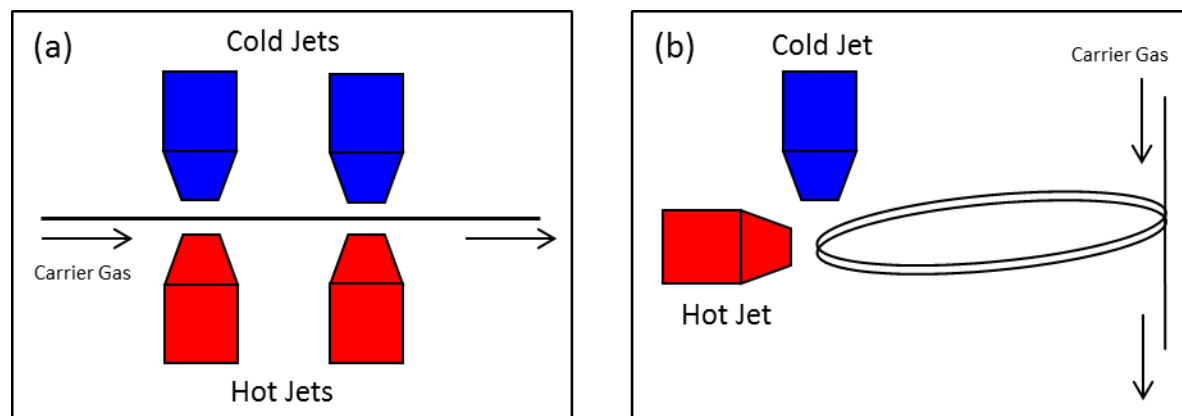 (a)
Cold Jets
Carrier Gas
Hot Jets
(b)
Cold Jet
Carrier Gas
Hot Jet